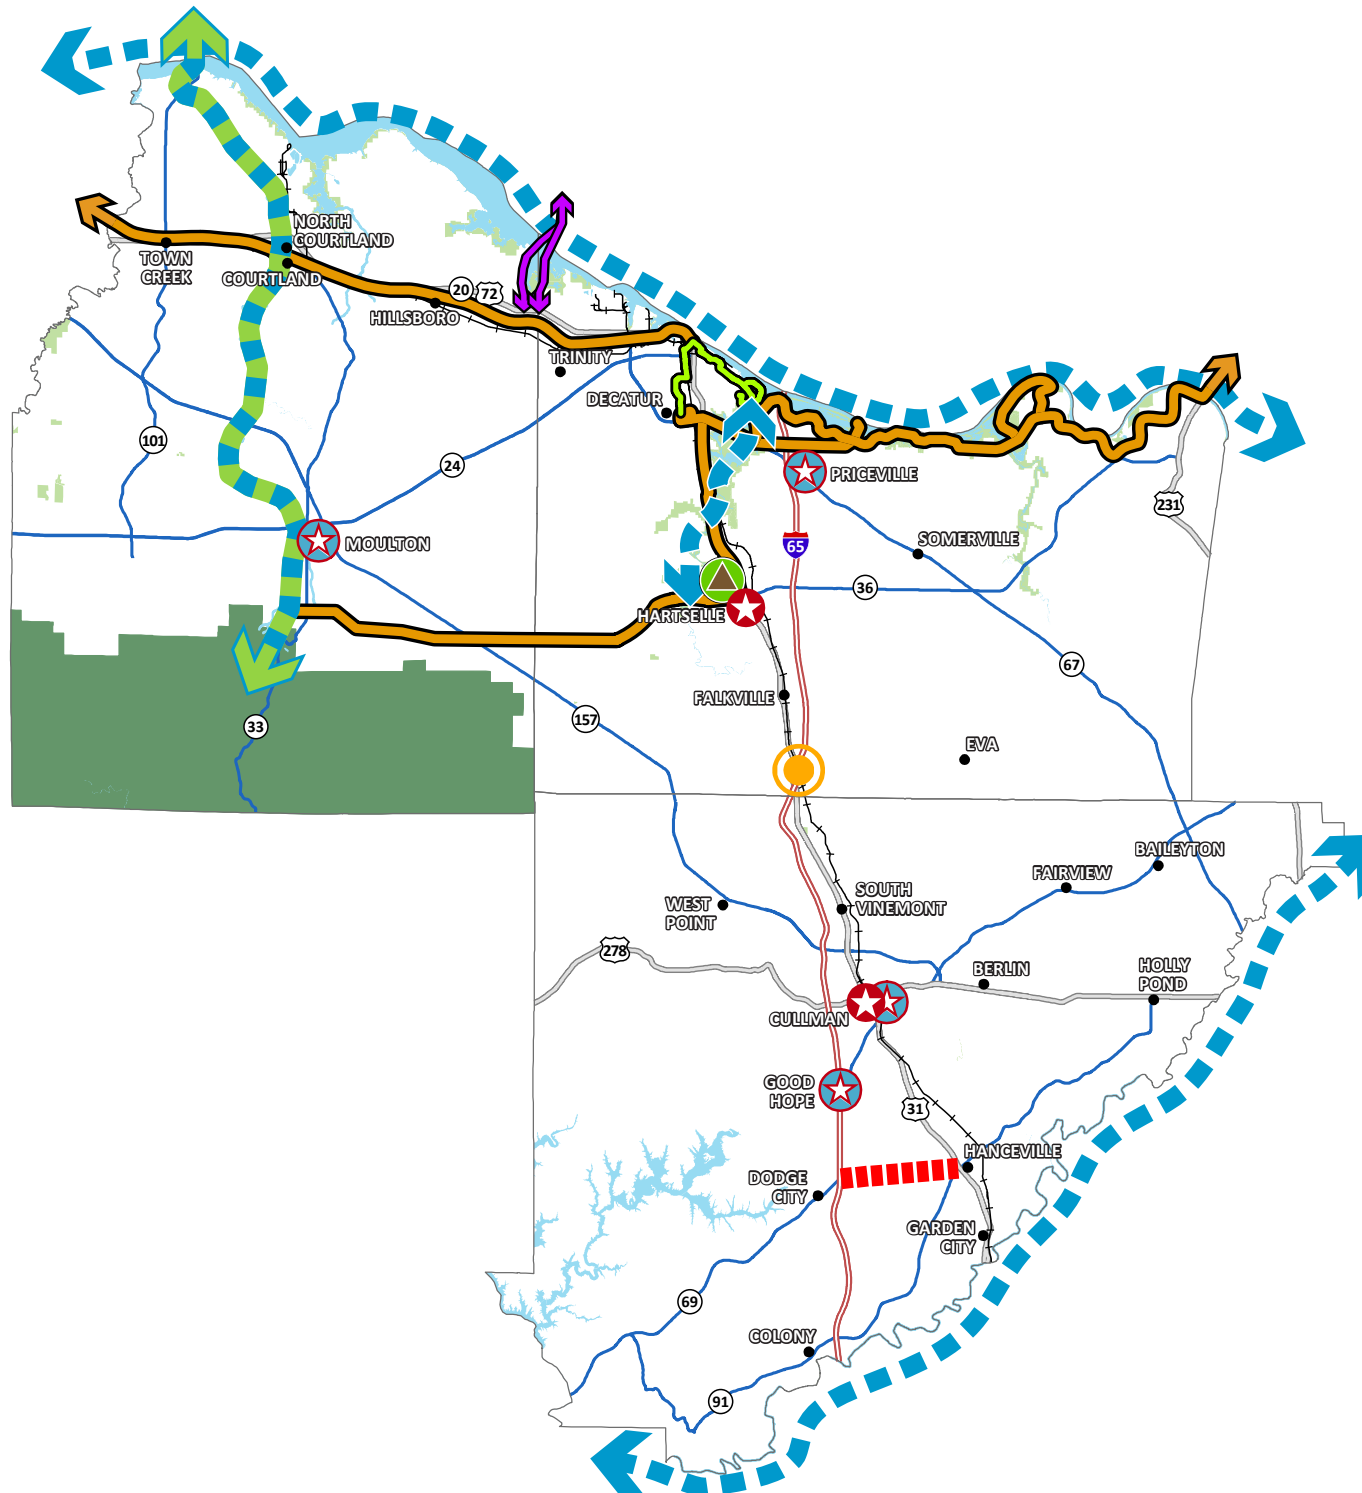 NORTH
COURTLAND
TOWN
CREEK
COURTLAND
20
72
HILLSBORO
TRINITY
DECATUR
101
24
PRICEVILLE
231
MOULTON
65
SOMERVILLE
36
HARTSELLE
67
FALKVILLE
33
157
EVA
BAILEYTON
FAIRVIEW
SOUTH
VINEMONT
WEST
POINT
278
BERLIN
HOLLY
POND
CULLMAN
GOOD
HOPE
31
HANCEVILLE
DODGE
CITY
GARDEN
CITY
69
COLONY
91